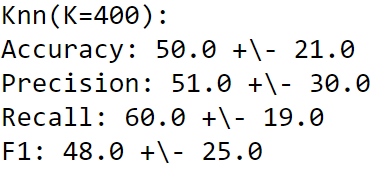 Knn(K=400):
Accuracy: 50.0 +\- 21.0
Precision: 51.0 +\- 30.0
Recall: 60.0 +\- 19.0
F1: 48.0 +\- 25.0